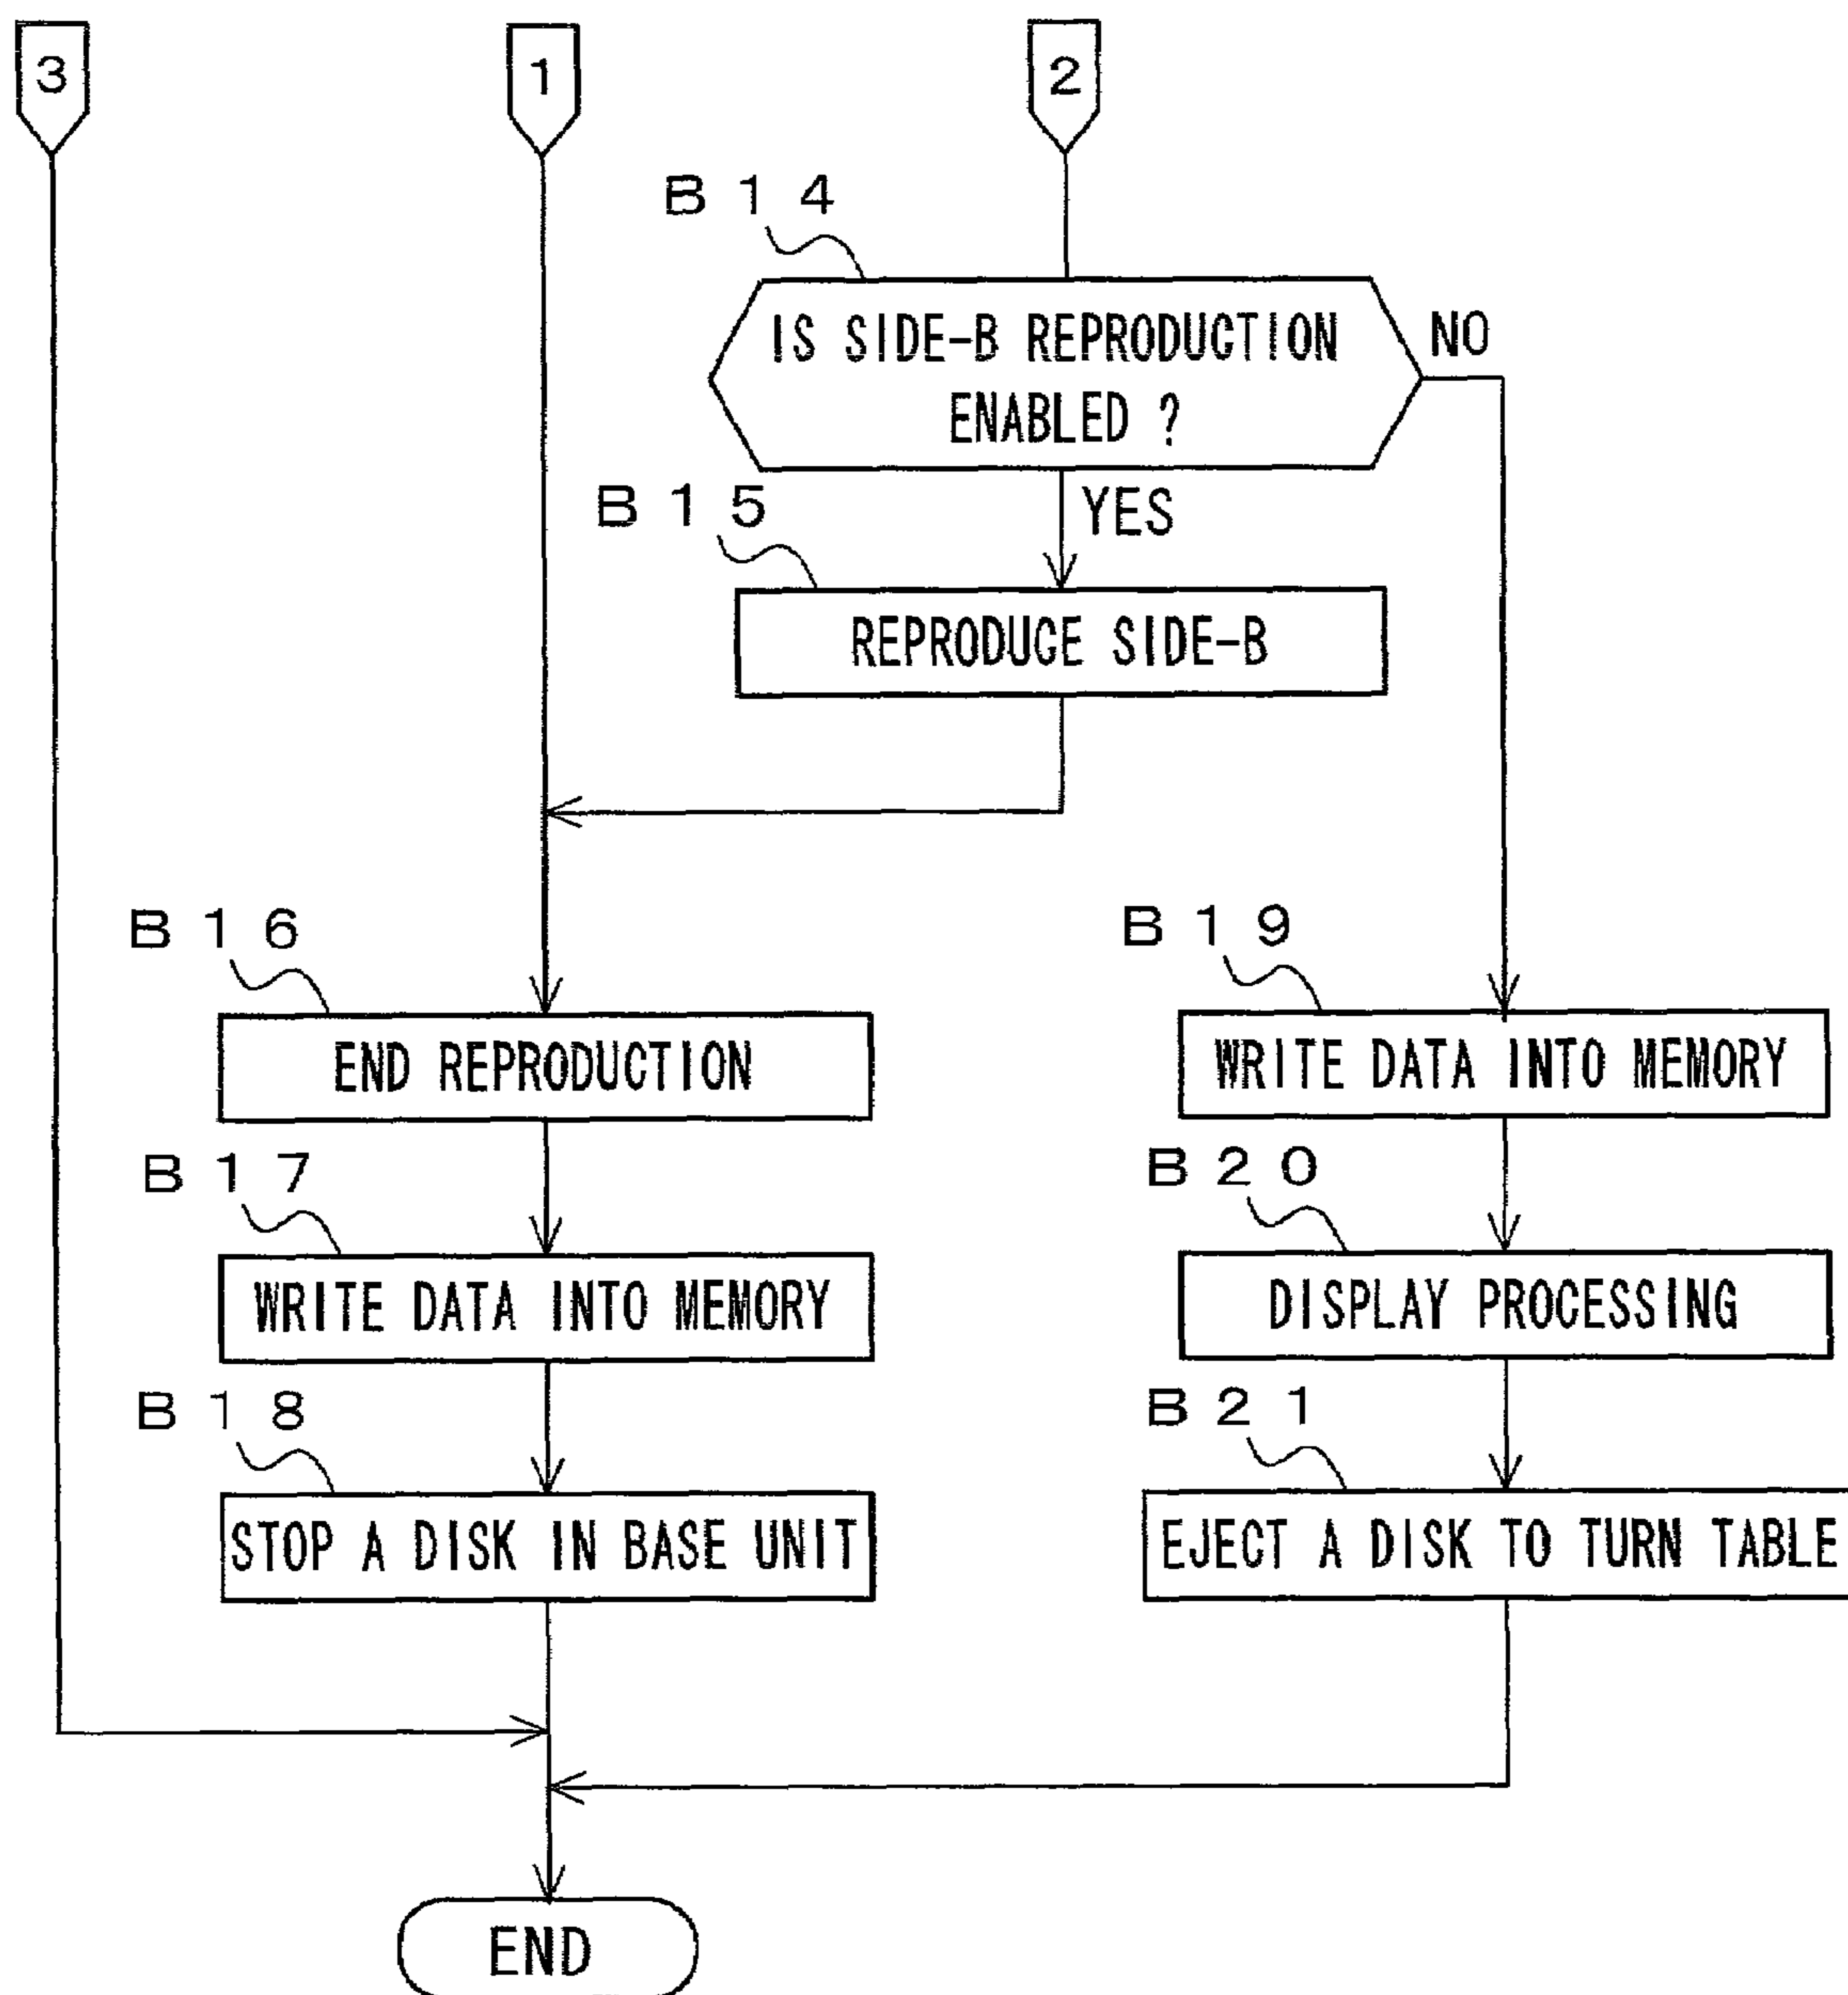 3
1
2
B14
IS SIDE-B REPRODUCTION
ENABLED ?
NO
YES
B15
REPRODUCE SIDE-B
B16
END REPRODUCTION
B17
WRITE DATA INTO MEMORY
B18
STOP A DISK IN BASE UNIT
B19
WRITE DATA INTO MEMORY
B20
DISPLAY PROCESSING
B21
EJECT A DISK TO TURN TABLE
END